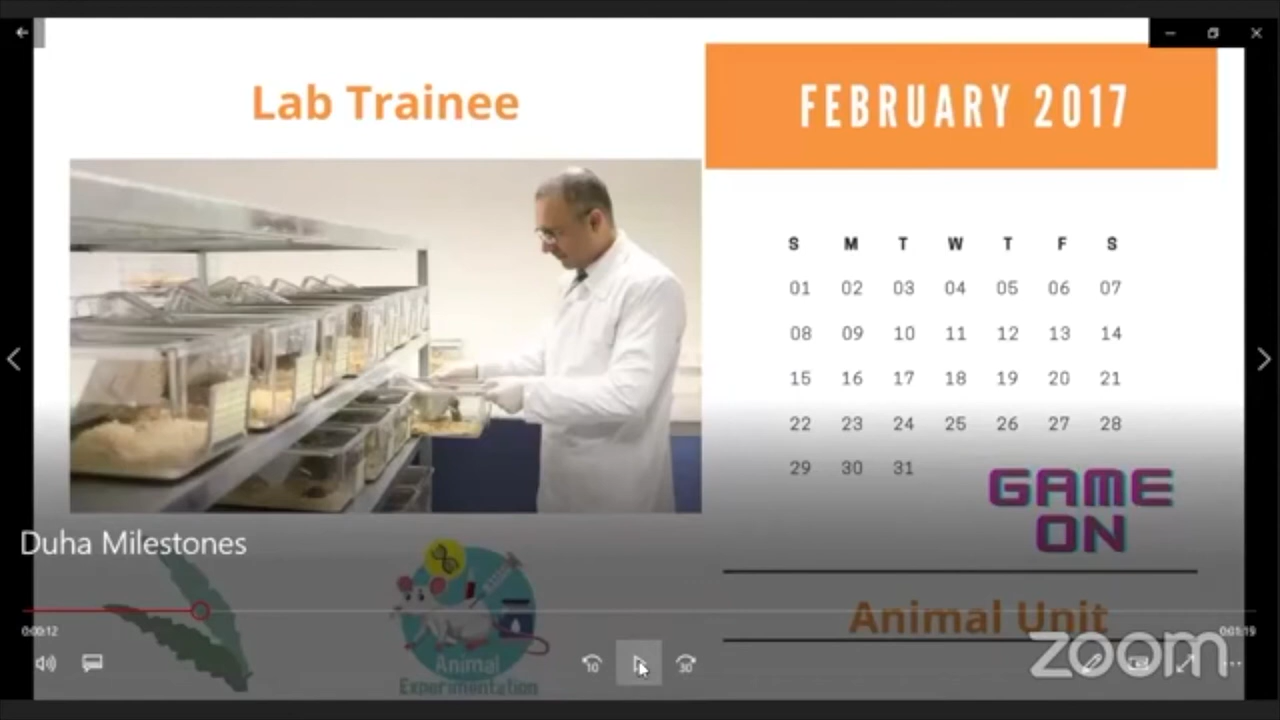 Lab Trainee
FEBRUARY 2017
S M T W T F S
01 02 03 04 05 06 07
08 09 10 11 12 13 14
15 16 17 18 19 20 21
22 23 24 25 26 27 28
29 30 31
GAME
ON
Duha Milestones
Animal Unit
0:00:12
0:01:19
10
30
zoom
Animal
Experimentation